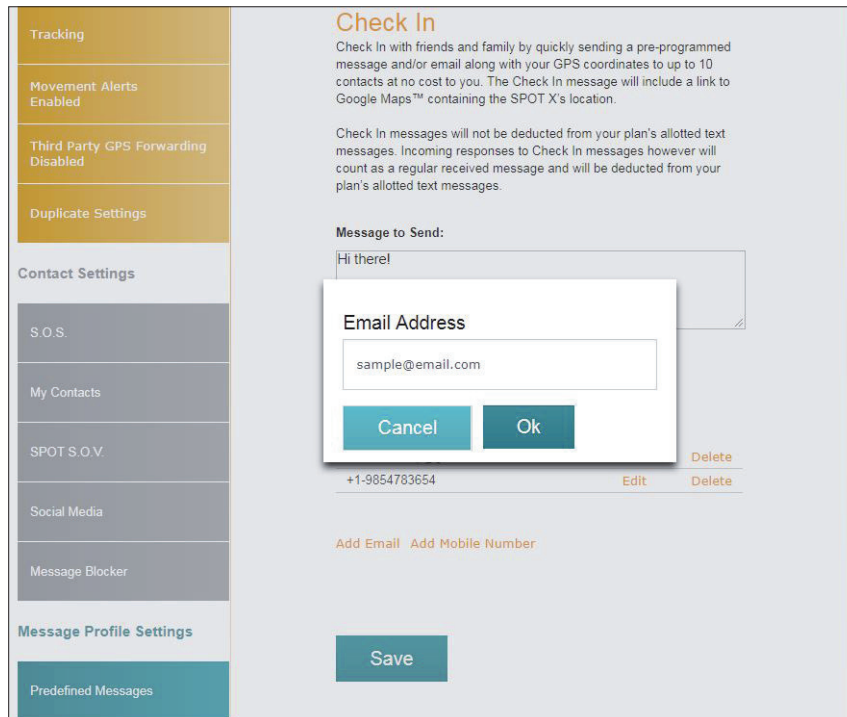 Tracking
Movement Alerts
Enabled
Third Party GPS Forwarding
Disabled
Duplicate Settings
Contact Settings
S.O.S.
My Contacts
SPOT S.O.V.
Social Media
Message Blocker
Message Profile Settings
Predefined Messages
Check In
Check In with friends and family by quickly sending a pre-programmed
message and/or email along with your GPS coordinates to up to 10
contacts at no cost to you. The Check In message will include a link to
Google Maps™ containing the SPOT X's location.
Check In messages will not be deducted from your plan's allotted text
messages. Incoming responses to Check In messages however will
count as a regular received message and will be deducted from your
plan's allotted text messages.
Message to Send:
Hi there!
Email Address
sample@email.com
Cancel Ok
Delete
+1-9854783654 Edit Delete
Add Email Add Mobile Number
Save